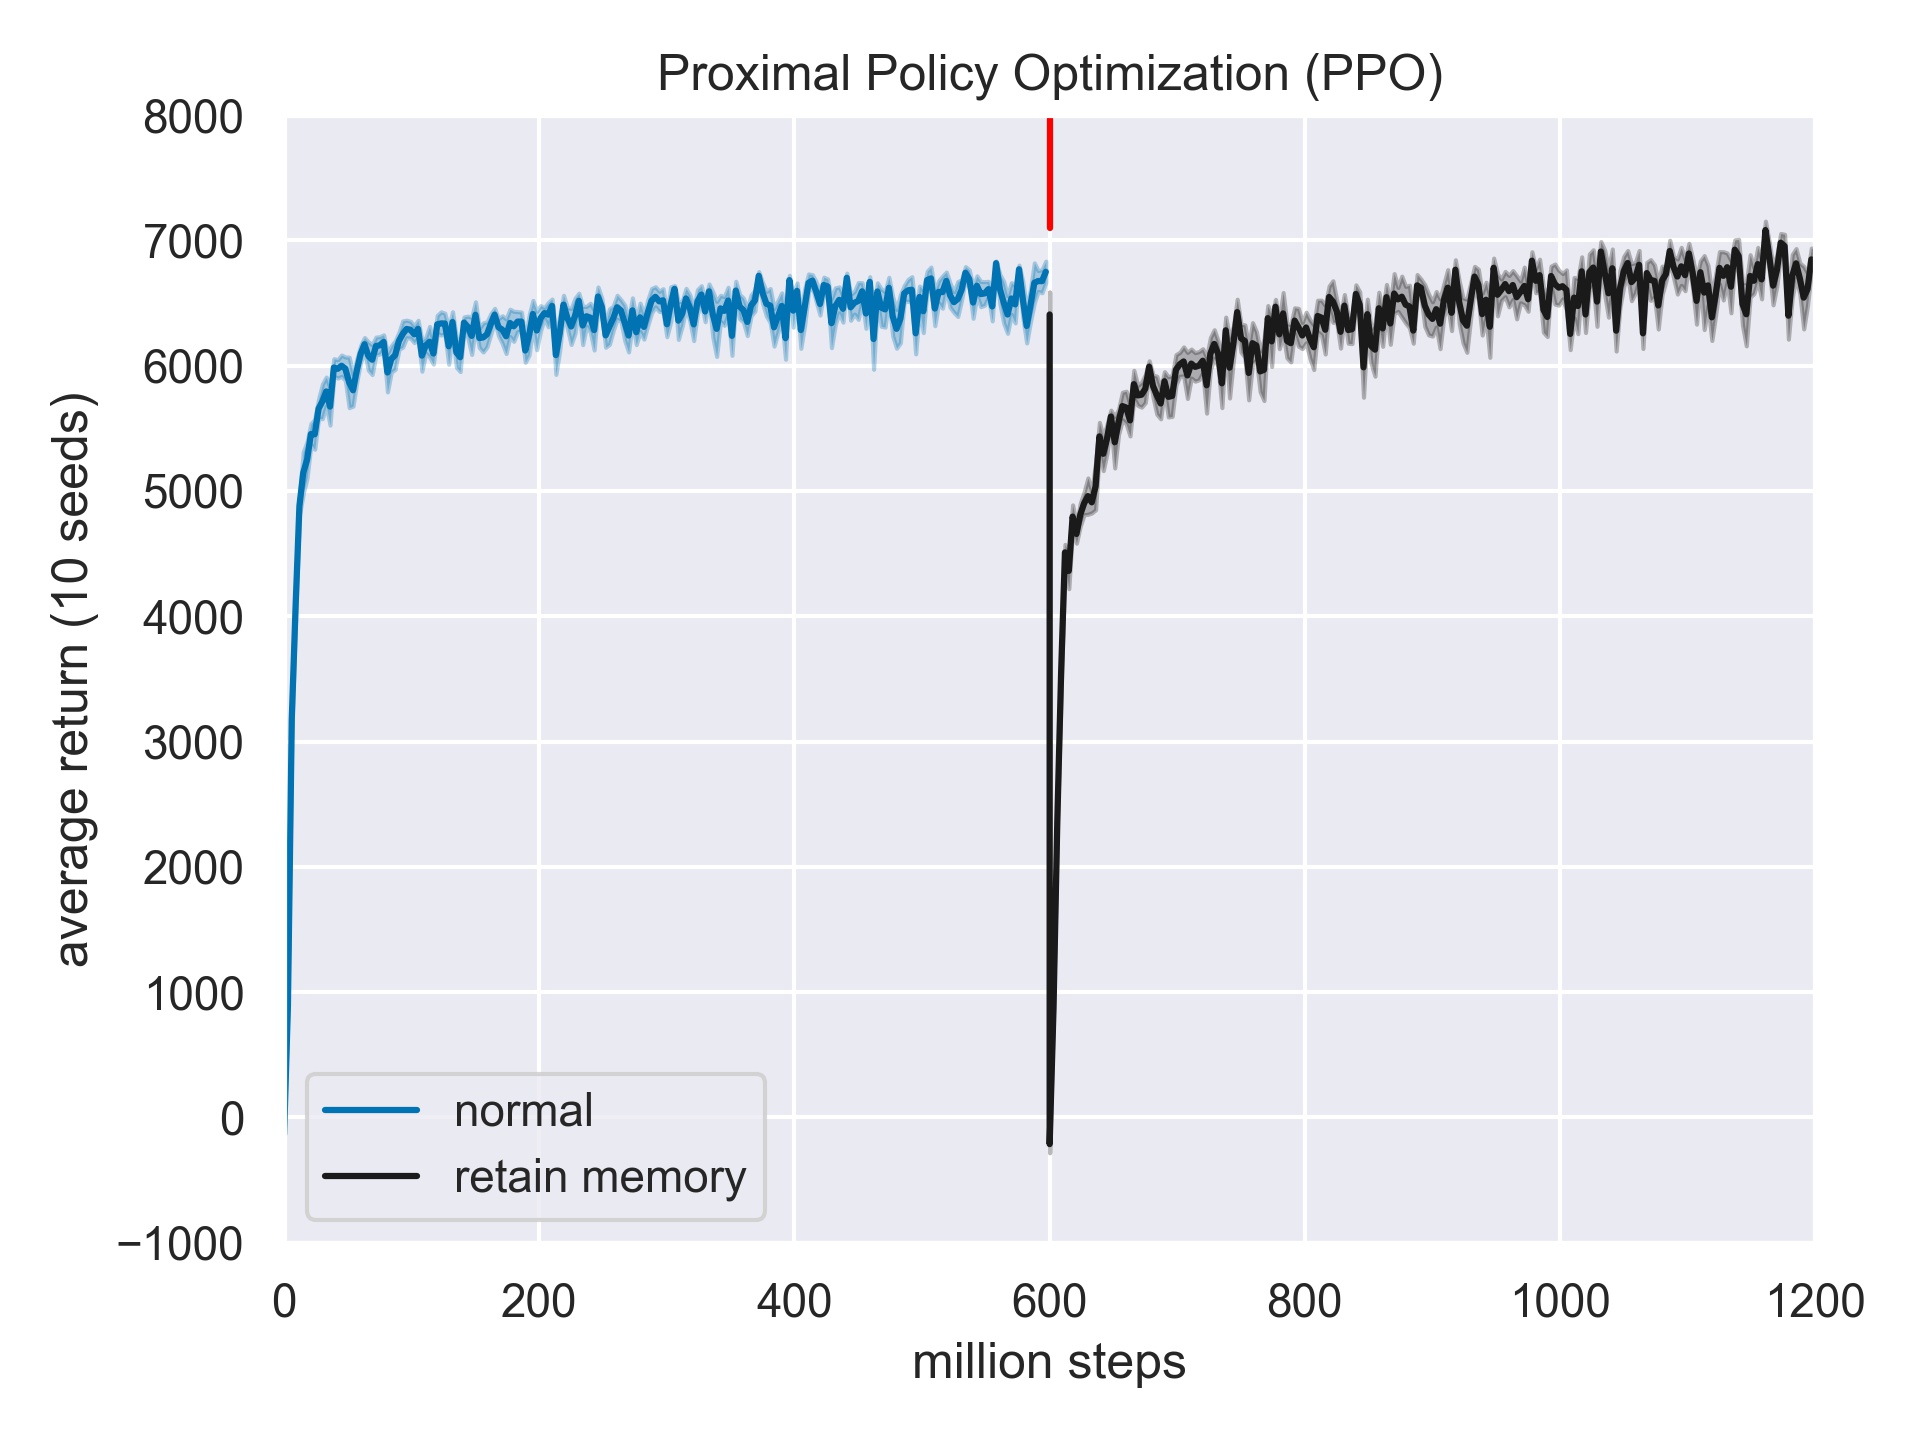 Proximal Policy Optimization (PPO)
8000
7000
6000
5000
4000
3000
2000
1000
0
−1000
average return (10 seeds)
normal
retain memory
0 200 400 600 800 1000 1200
million steps